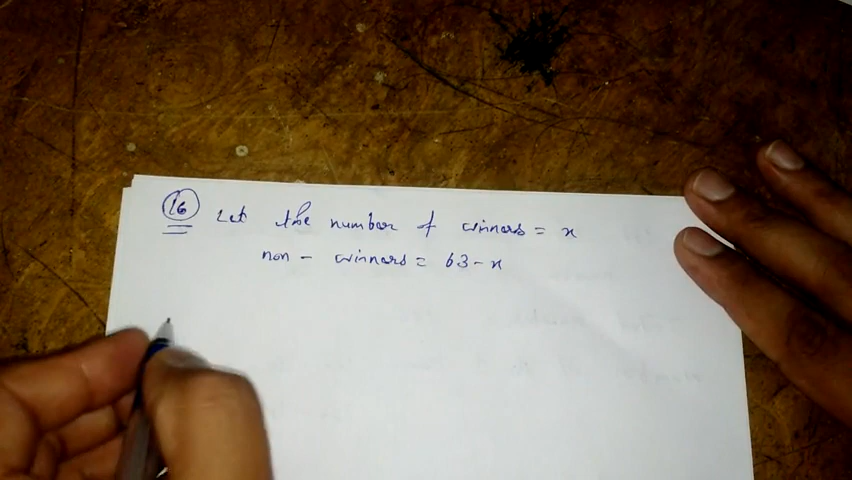 16 Let the number of winners = x
non - winners = 63 - x